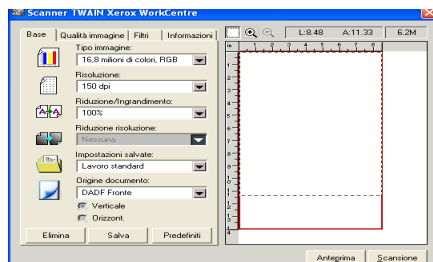 Scanner TWAIN Xerox WorkCentre
Base Qualità immagine Filtri Informazioni
L:8.48 A:11.33 6.2M
Tipo immagine:
16,8 milioni di colori, RGB
Risoluzione:
150 dpi
Riduzione/Ingrandimento:
100%
Riduzione risoluzione:
Nessuna
Impostazioni salvate:
Lavoro standard
Origine documento:
DADF Fronte
Verticale
Orizzont.
Elimina Salva Predefiniti
Anteprima Scansione